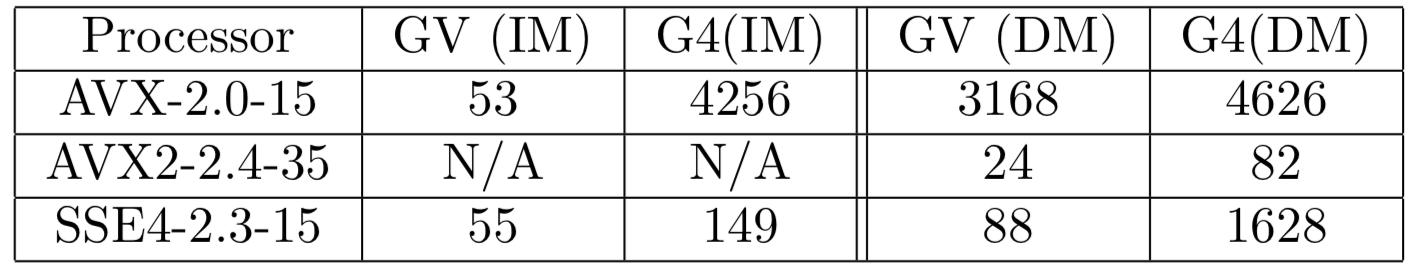 Processor GV (IM) G4(IM) GV (DM) G4(DM)
AVX-2.0-15 53 4256 3168 4626
AVX2-2.4-35 N/A N/A 24 82
SSE4-2.3-15 55 149 88 1628